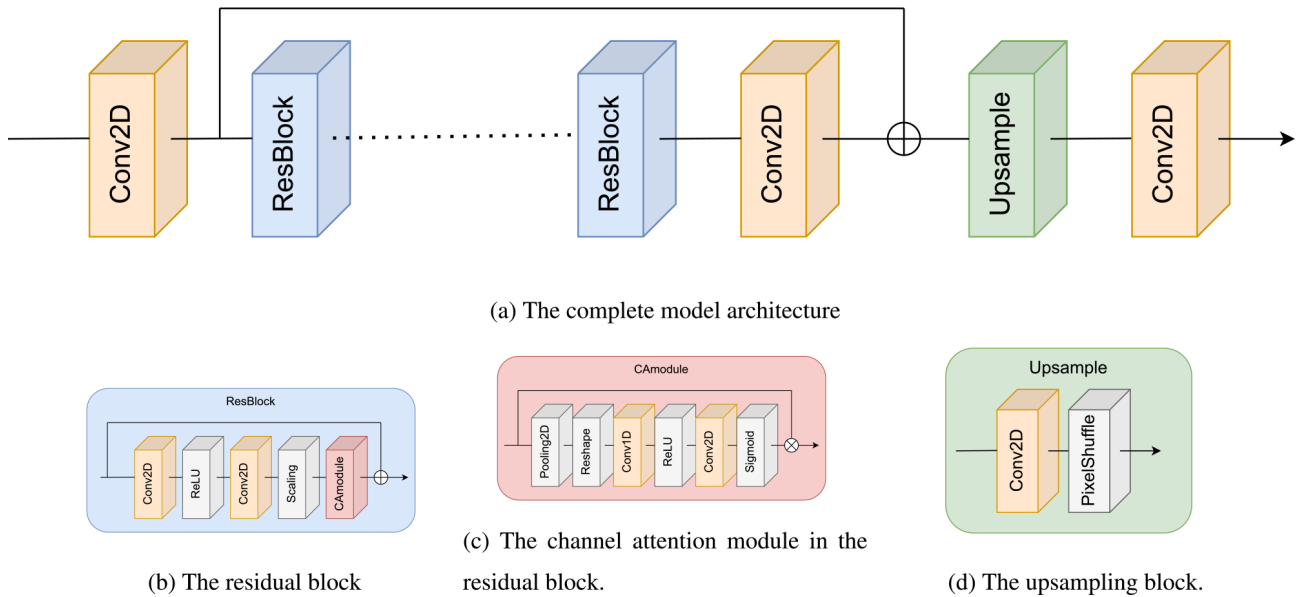 Conv2D
ResBlock
ResBlock
Conv2D
Upsample
Conv2D
(a) The complete model architecture
ResBlock
Conv2D
ReLU
Conv2D
Scaling
CAmodule
(b) The residual block
CAmodule
Pooling2D
Reshape
Conv1D
ReLU
Conv2D
Sigmoid
(c) The channel attention module in the
residual block.
Upsample
Conv2D
PixelShuffle
(d) The upsampling block.